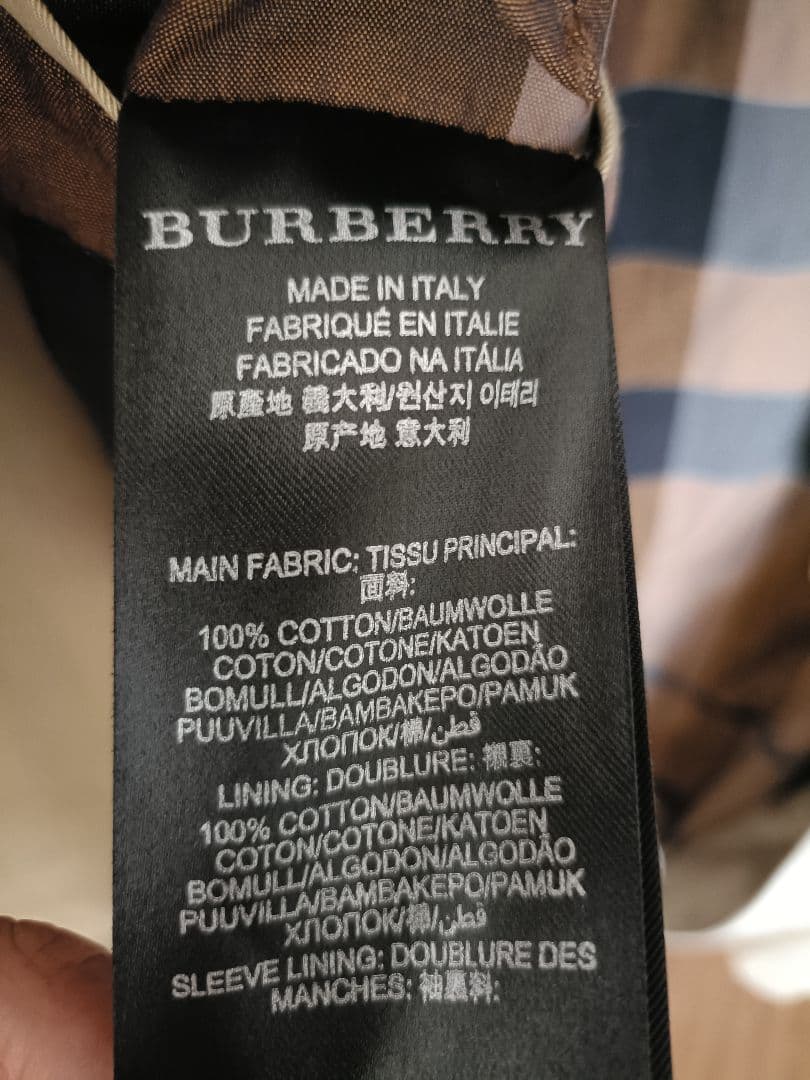 BURBERRY
MADE IN ITALY
FABRIQUÉ EN ITALIE
FABRICADO NA ITÁLIA
原產地 義大利/원산지 이태리
原产地 意大利
MAIN FABRIC: TISSU PRINCIPAL:
面料:
100% COTTON/BAUMWOLLE
COTON/COTONE/KATOEN
BOMULL/ALGODON/ALGODÃO
PUUVILLA/BAMBAKEPO/PAMUK
ХЛОПОК/棉/قطن
LINING: DOUBLURE: 襯裏:
100% COTTON/BAUMWOLLE
COTON/COTONE/KATOEN
BOMULL/ALGODON/ALGODÃO
PUUVILLA/BAMBAKEPO/PAMUK
ХЛОПОК/棉/قطن
SLEEVE LINING: DOUBLURE DES
MANCHES: 袖裏料: